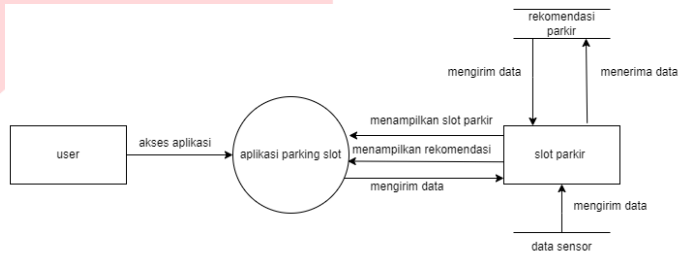 rekomendasi
parkir
mengirim data
menerima data
menampilkan slot parkir
akses aplikasi
user
aplikasi parking slot
menampilkan rekomendasi
slot parkir
mengirim data
mengirim data
data sensor